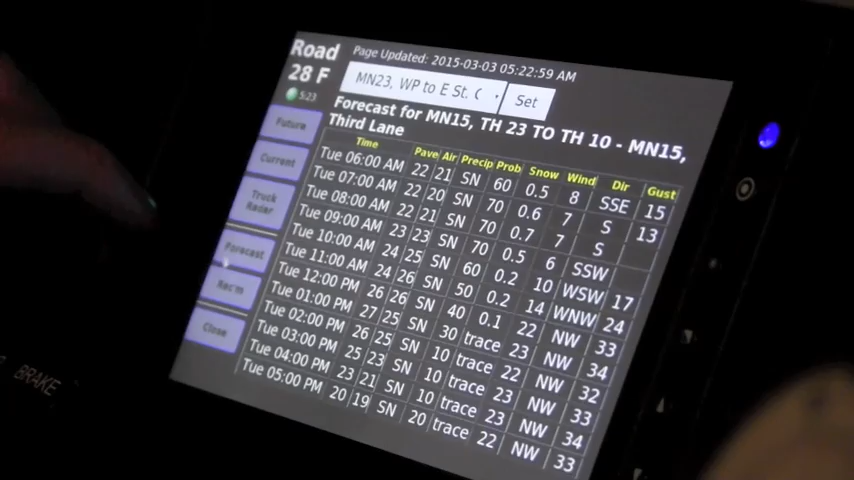 Road
28 F
5:23
Page Updated: 2015-03-03 05:22:59 AM
MN23, WP to E St. Set
Forecast for MN15, TH 23 TO TH 10 - MN15,
Third Lane
Future
Current
Truck
Radar
Forecast
Rec'm
Close
Time Pave Air Precip Prob Snow Wind Dir Gust
Tue 06:00 AM 22 21 SN 60 0.5 8 SSE 15
Tue 07:00 AM 22 20 SN 70 0.6 7 S 13
Tue 08:00 AM 22 21 SN 70 0.7 7 S
Tue 09:00 AM 23 23 SN 70 0.5 6 SSW
Tue 10:00 AM 24 25 SN 60 0.2 10 WSW 17
Tue 11:00 AM 24 26 SN 50 0.2 14 WNW 24
Tue 12:00 PM 26 26 SN 40 0.1 22 NW 33
Tue 01:00 PM 27 25 SN 30 trace 23 NW 34
Tue 02:00 PM 26 25 SN 10 trace 22 NW 32
Tue 03:00 PM 25 23 SN 10 trace 23 NW 33
Tue 04:00 PM 23 21 SN 10 trace 23 NW 34
Tue 05:00 PM 20 19 SN 20 trace 22 NW 33
BRAKE